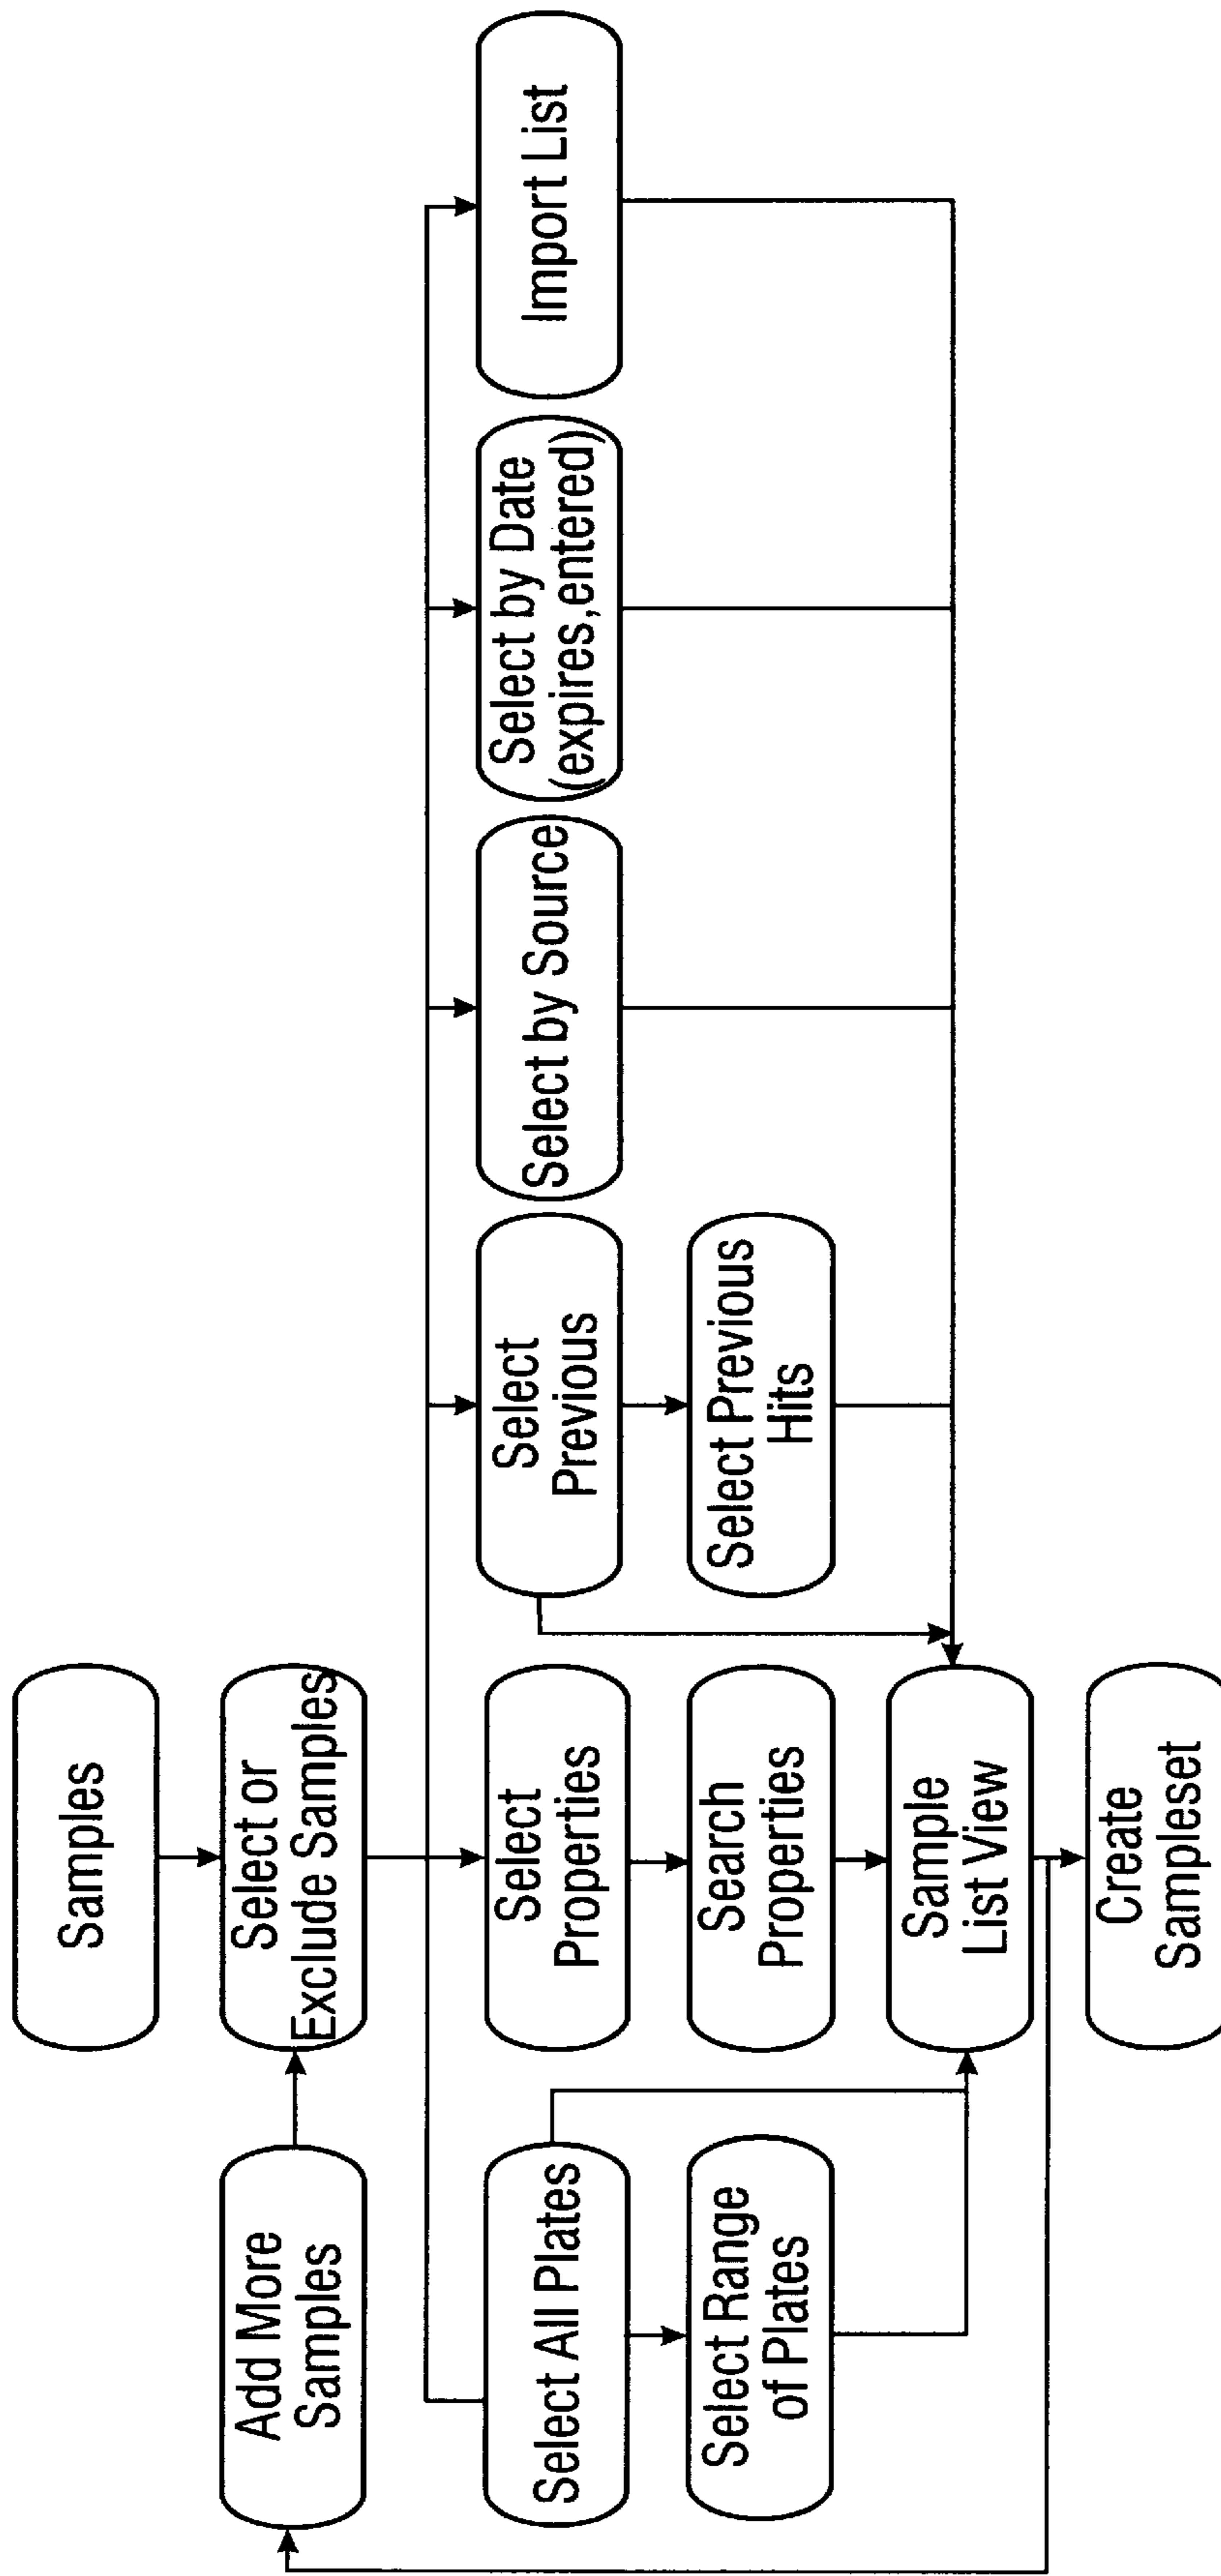 Samples
Add More
Samples
Select or
Exclude Samples
Select All Plates
Select
Properties
Select
Previous
Select by Source
Select by Date
(expires,entered)
Import List
Select Range
of Plates
Search
Properties
Select Previous
Hits
Sample
List View
Create
Sampleset